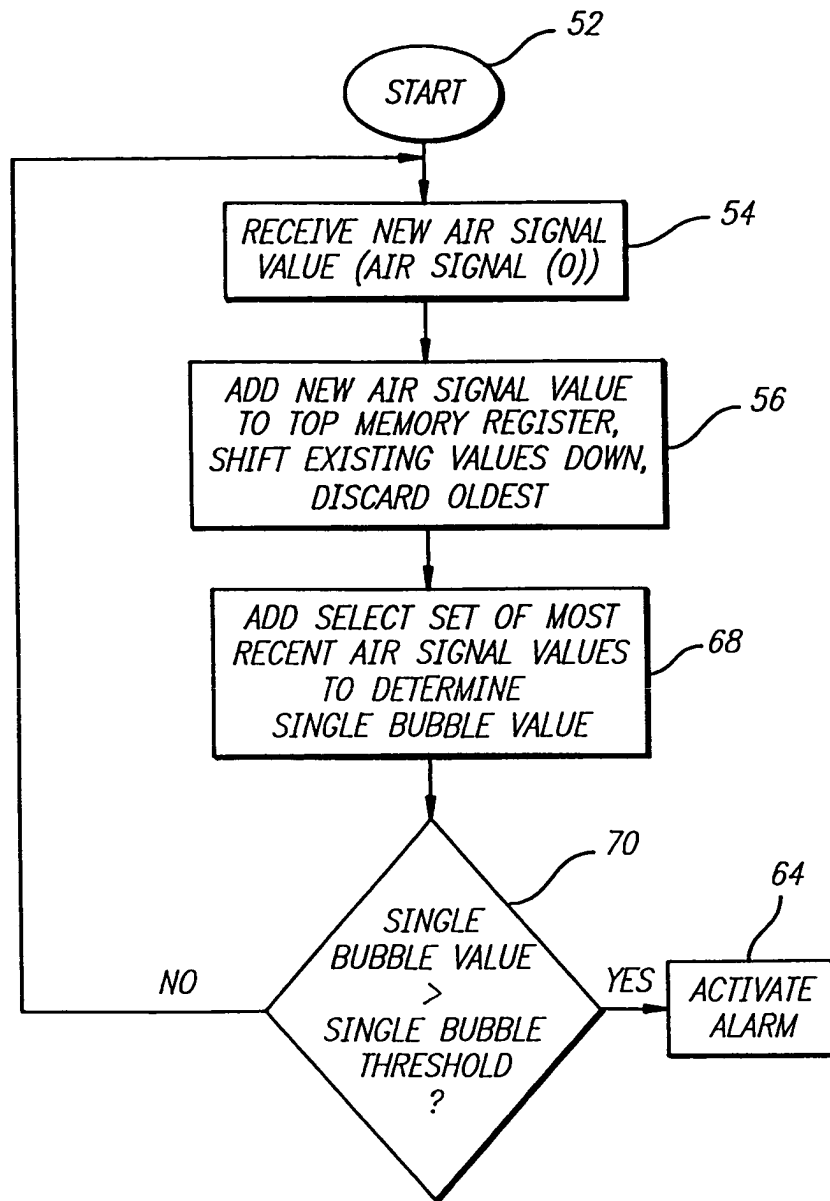 52
START
54
RECEIVE NEW AIR SIGNAL
VALUE (AIR SIGNAL (0))
56
ADD NEW AIR SIGNAL VALUE
TO TOP MEMORY REGISTER,
SHIFT EXISTING VALUES DOWN,
DISCARD OLDEST
68
ADD SELECT SET OF MOST
RECENT AIR SIGNAL VALUES
TO DETERMINE
SINGLE BUBBLE VALUE
70
SINGLE
BUBBLE VALUE
>
SINGLE BUBBLE
THRESHOLD
?
NO
YES
64
ACTIVATE
ALARM